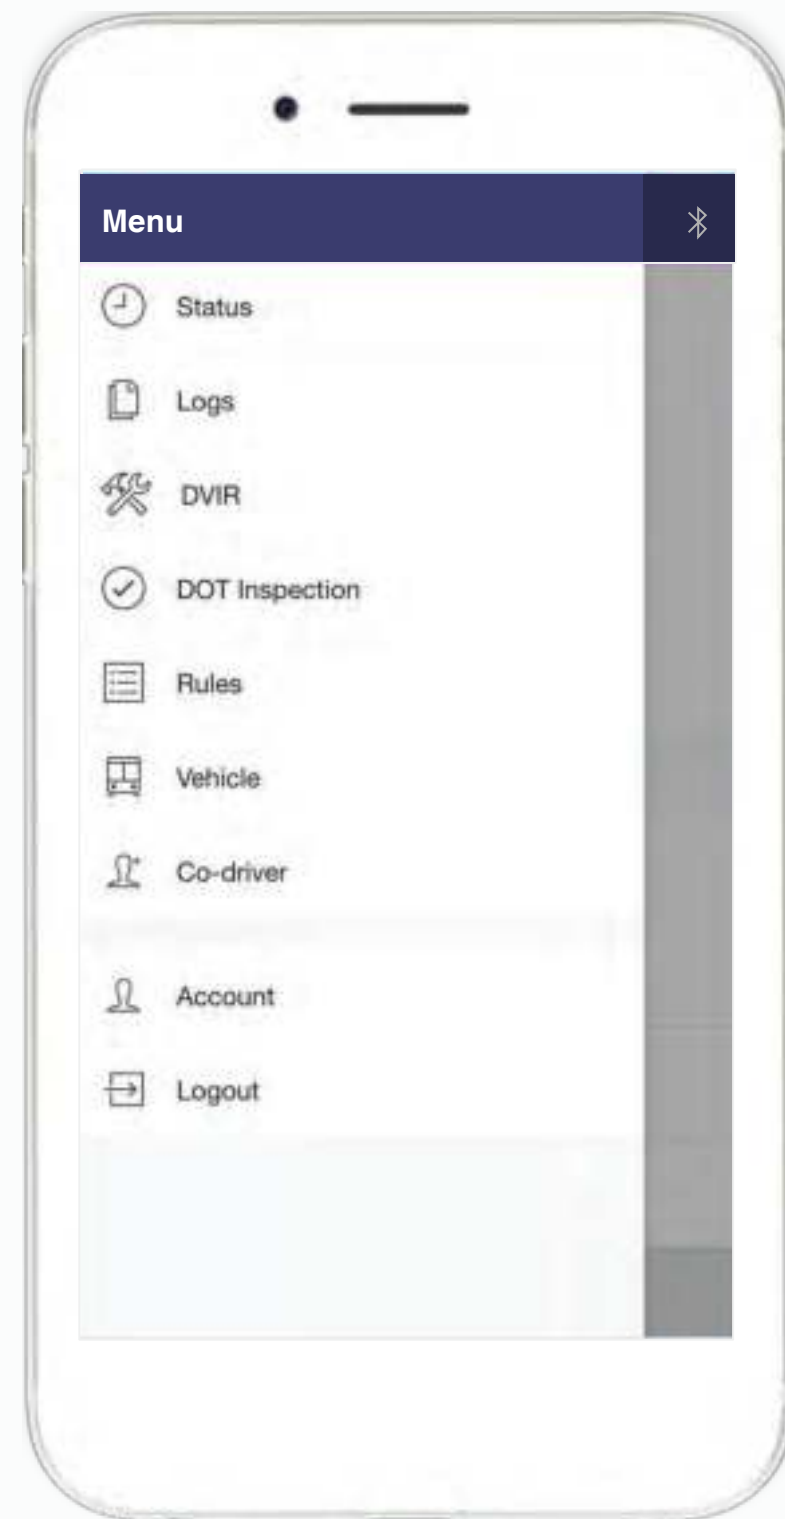 Menu
Status
Logs
DVIR
DOT Inspection
Rules
Vehicle
Co-driver
Account
Logout